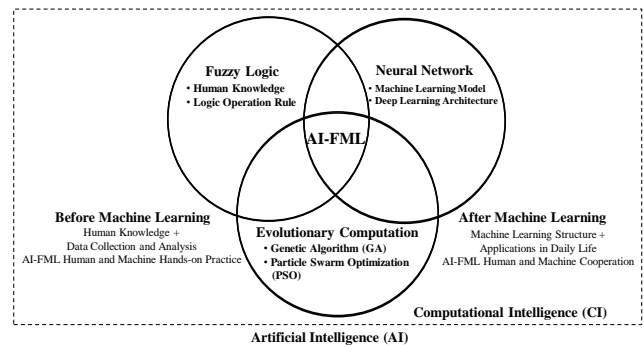 Fuzzy Logic
• Human Knowledge
• Logic Operation Rule
Neural Network
• Machine Learning Model
• Deep Learning Architecture
AI-FML
Before Machine Learning
Human Knowledge +
Data Collection and Analysis
AI-FML Human and Machine Hands-on Practice
Evolutionary Computation
• Genetic Algorithm (GA)
• Particle Swarm Optimization
(PSO)
After Machine Learning
Machine Learning Structure +
Applications in Daily Life
AI-FML Human and Machine Cooperation
Computational Intelligence (CI)
Artificial Intelligence (AI)